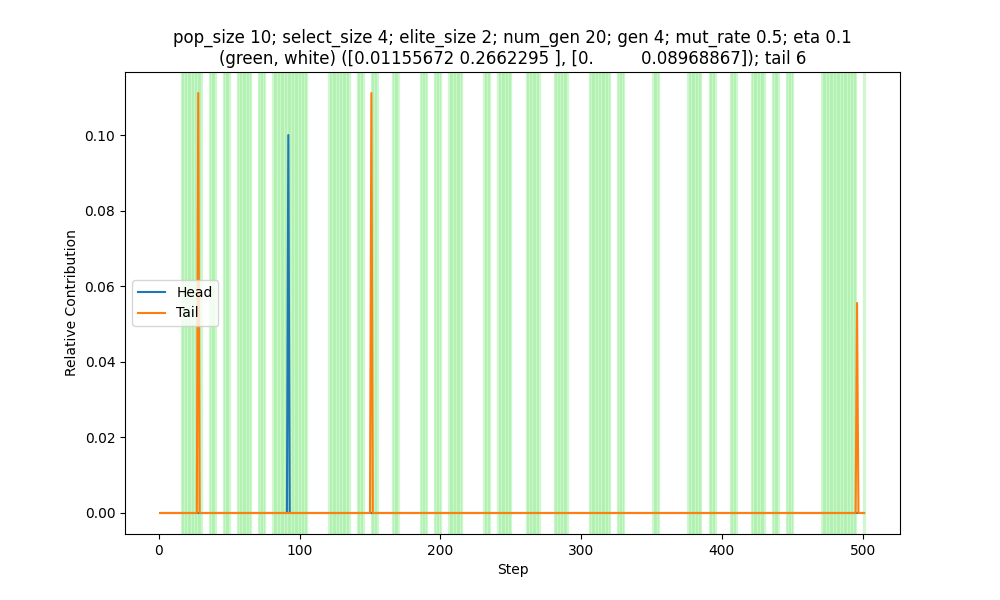 pop_size 10; select_size 4; elite_size 2; num_gen 20; gen 4; mut_rate 0.5; eta 0.1
(green, white) ([0.01155672 0.2662295 ], [0.         0.08968867]); tail 6
0.10
0.08
0.06
0.04
0.02
0.00
Relative Contribution
Head
Tail
0 100 200 300 400 500
Step